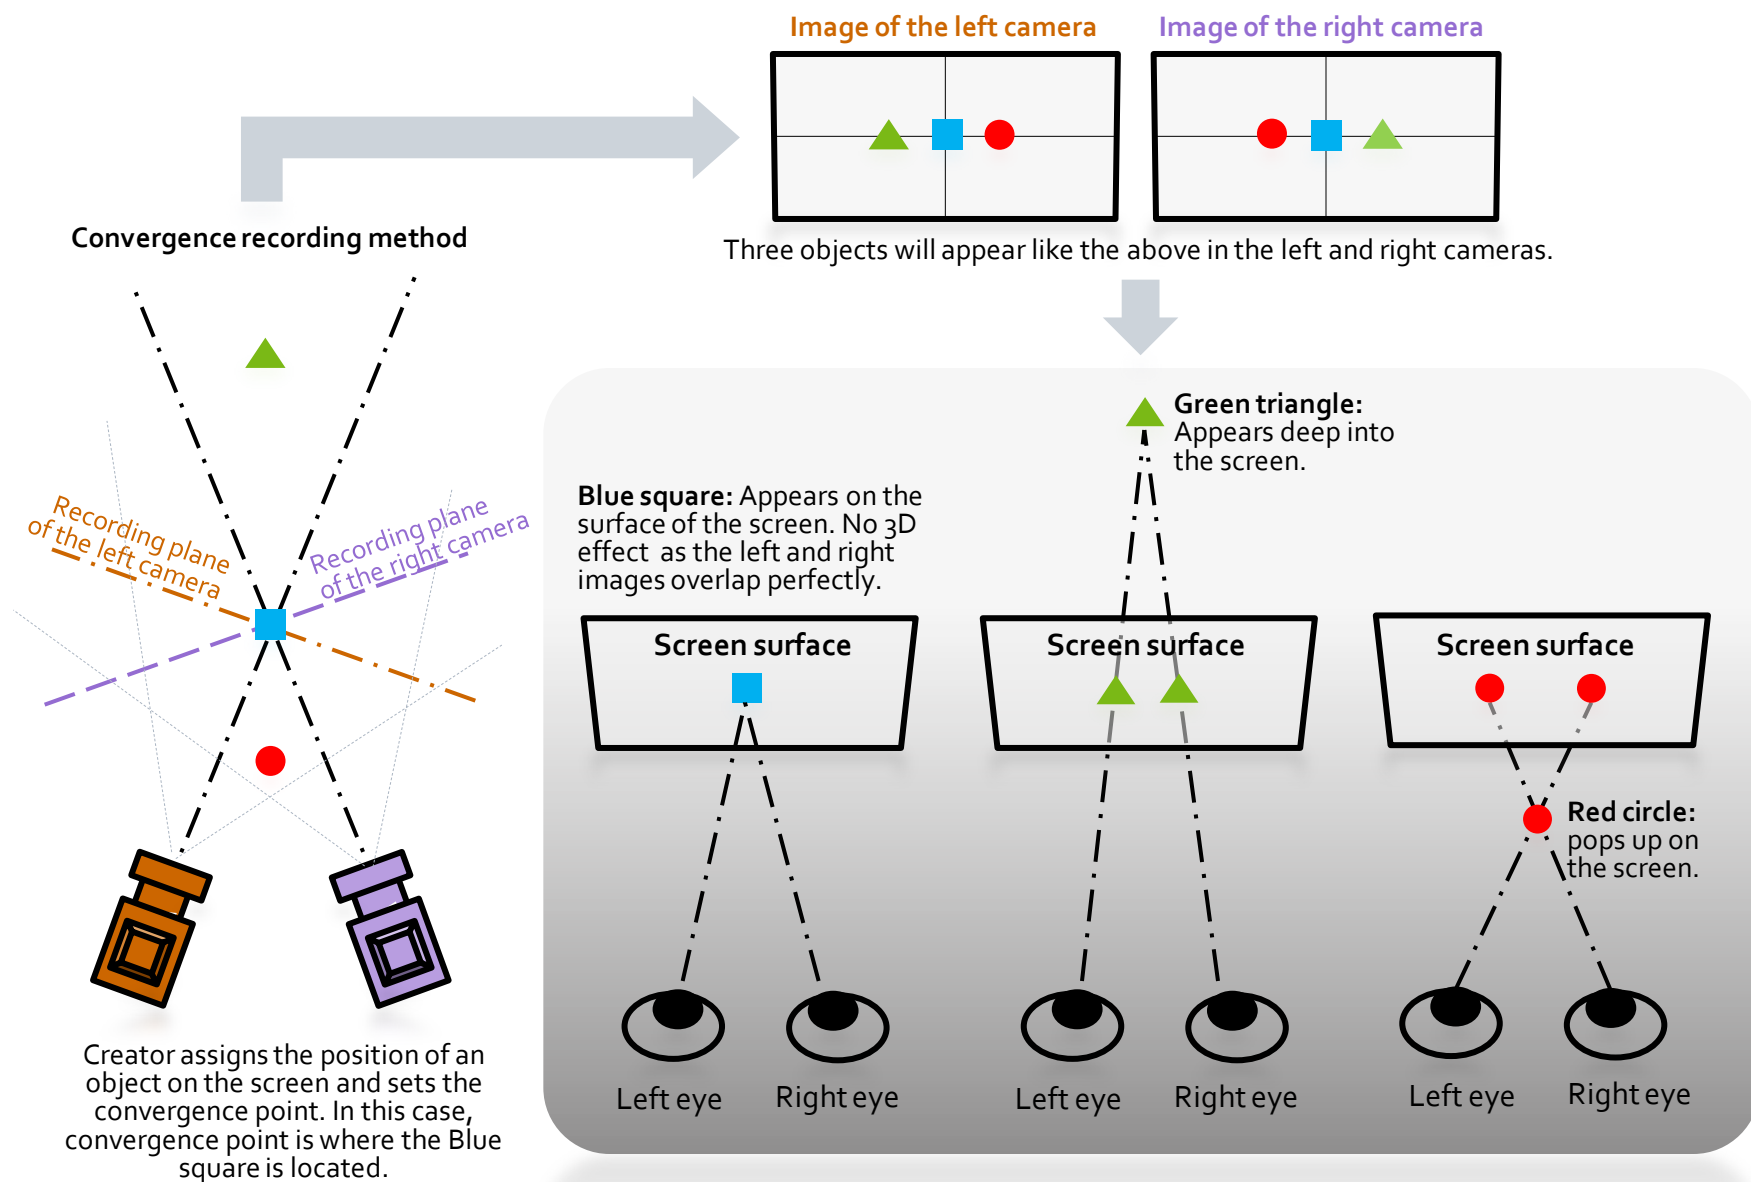 Image of the left camera
Image of the right camera
Three objects will appear like the above in the left and right cameras.
Convergence recording method
Recording plane
of the left camera
Recording plane
of the right camera
Creator assigns the position of an
object on the screen and sets the
convergence point. In this case,
convergence point is where the Blue
square is located.
Blue square: Appears on the
surface of the screen. No 3D
effect as the left and right
images overlap perfectly.
Screen surface
Left eye
Right eye
Green triangle:
Appears deep into
the screen.
Screen surface
Left eye
Right eye
Screen surface
Red circle:
pops up on
the screen.
Left eye
Right eye